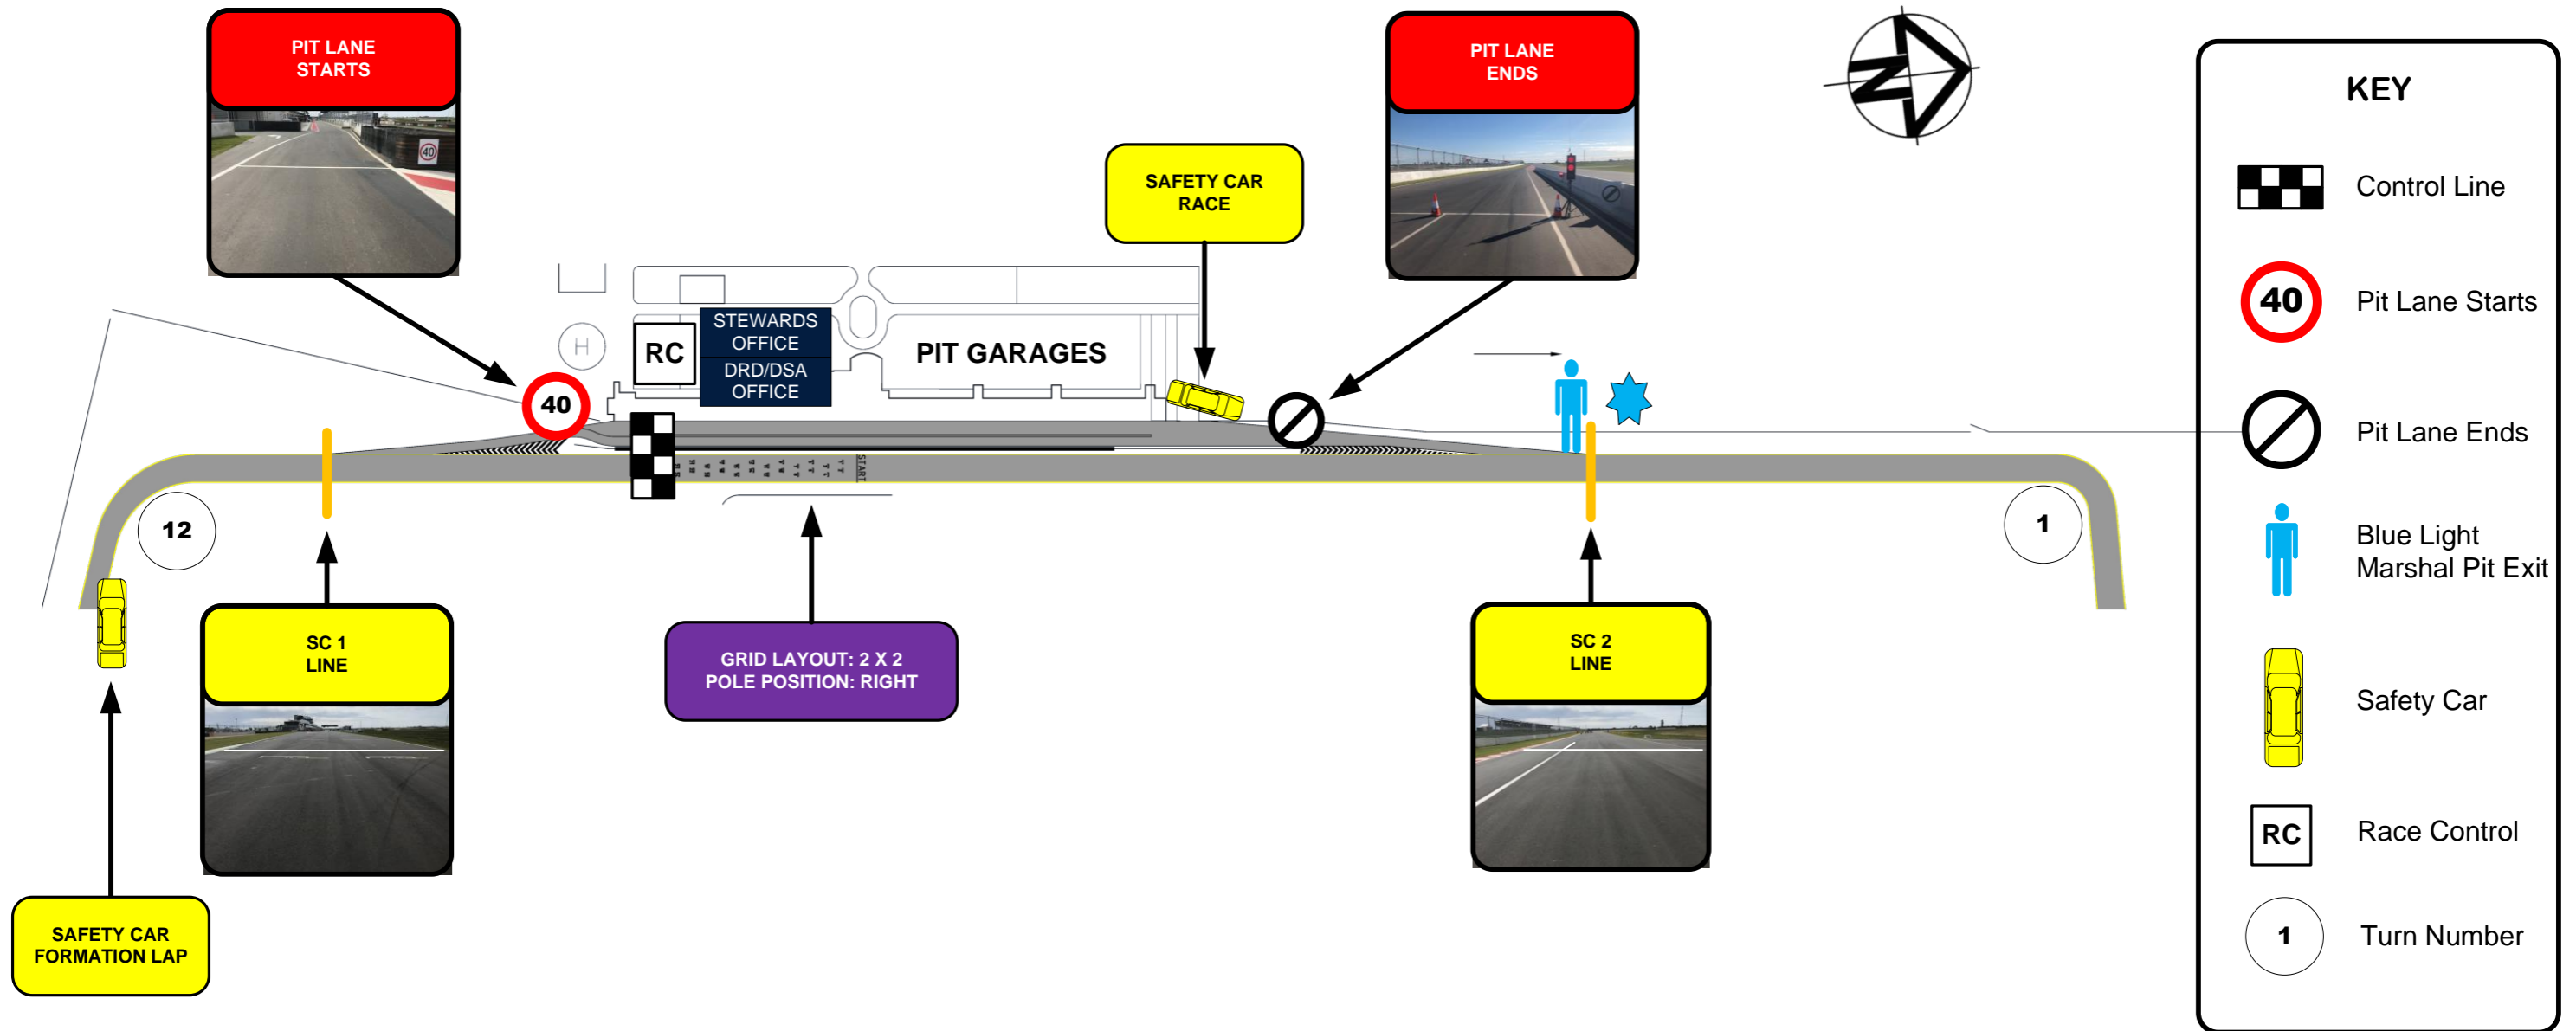 PIT LANE
STARTS
40
PIT LANE
ENDS
SAFETY CAR
RACE
N
H
RC
STEWARDS
OFFICE
DRD/DSA
OFFICE
PIT GARAGES
40
START
12
1
SC 1
LINE
GRID LAYOUT: 2 X 2
POLE POSITION: RIGHT
SC 2
LINE
SAFETY CAR
FORMATION LAP
KEY
Control Line
40
Pit Lane Starts
Pit Lane Ends
Blue Light
Marshal Pit Exit
Safety Car
RC
Race Control
1
Turn Number